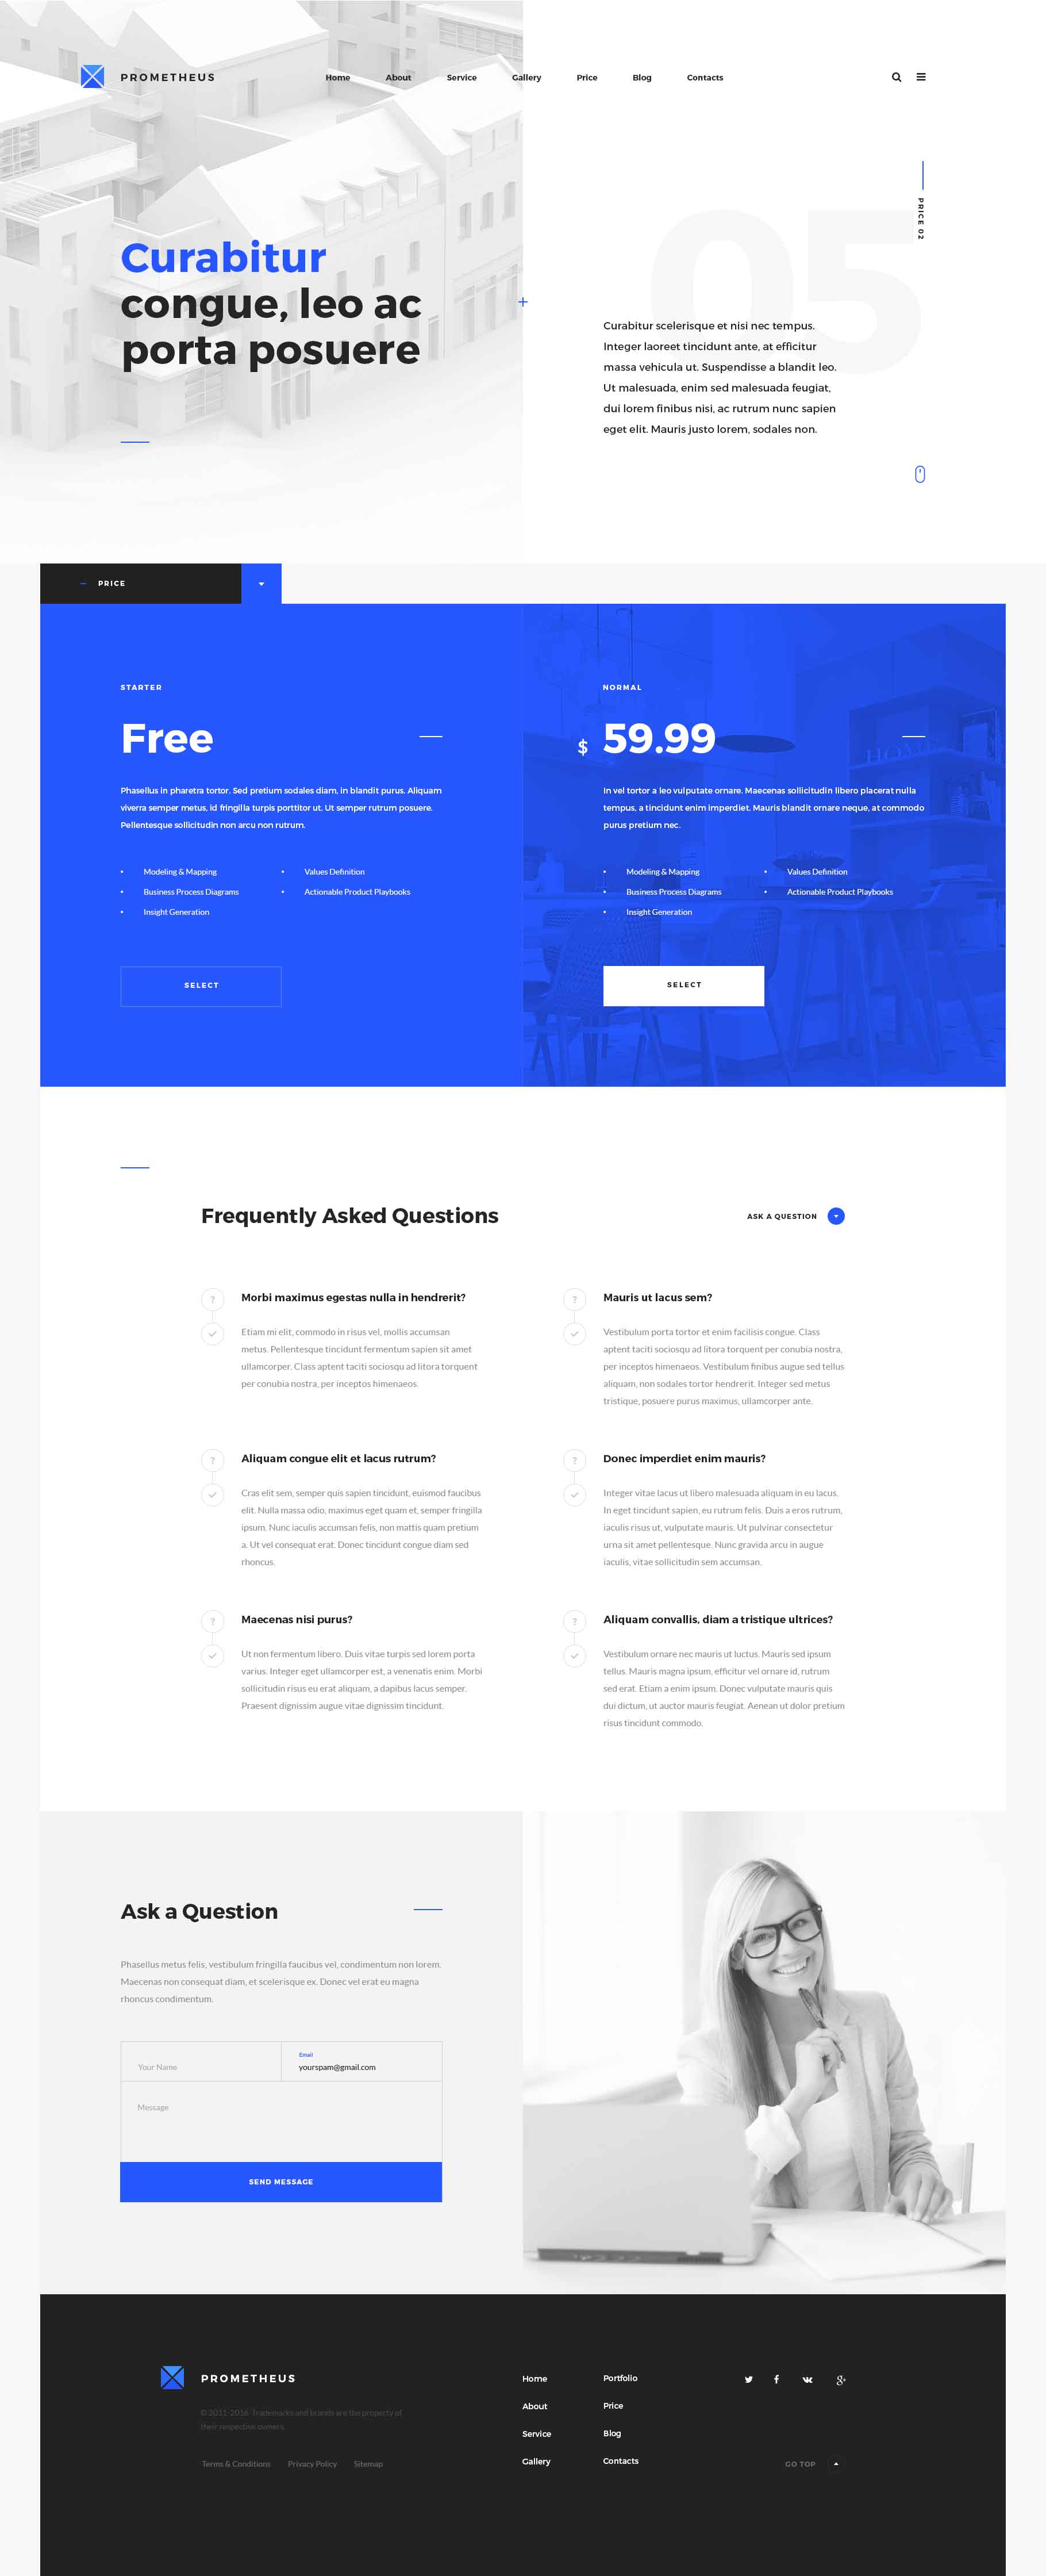 PROMETHEUS
Home About Service Gallery Price Blog Contacts
PRICE 02
05
Curabitur
congue, leo ac
porta posuere
Curabitur scelerisque et nisi nec tempus.
Integer laoreet tincidunt ante, at efficitur
massa vehicula ut. Suspendisse a blandit leo.
Ut malesuada, enim sed malesuada feugiat,
dui lorem finibus nisi, ac rutrum nunc sapien
eget elit. Mauris justo lorem, sodales non.
PRICE
STARTER
Free
Phasellus in pharetra tortor. Sed pretium sodales diam, in blandit purus. Aliquam
viverra semper metus, id fringilla turpis porttitor ut. Ut semper rutrum posuere.
Pellentesque sollicitudin non arcu non rutrum.
• Modeling & Mapping
• Business Process Diagrams
• Insight Generation
• Values Definition
• Actionable Product Playbooks
SELECT
NORMAL
$ 59.99
HOME
In vel tortor a leo vulputate ornare. Maecenas sollicitudin libero placerat nulla
tempus, a tincidunt enim imperdiet. Mauris blandit ornare neque, at commodo
purus pretium nec.
• Modeling & Mapping
• Business Process Diagrams
• Insight Generation
• Values Definition
• Actionable Product Playbooks
SELECT
Frequently Asked Questions
ASK A QUESTION
? Morbi maximus egestas nulla in hendrerit?
Etiam mi elit, commodo in risus vel, mollis accumsan
metus. Pellentesque tincidunt fermentum sapien sit amet
ullamcorper. Class aptent taciti sociosqu ad litora torquent
per conubia nostra, per inceptos himenaeos.
? Mauris ut lacus sem?
Vestibulum porta tortor et enim facilisis congue. Class
aptent taciti sociosqu ad litora torquent per conubia nostra,
per inceptos himenaeos. Vestibulum finibus augue sed tellus
aliquam, non sodales tortor hendrerit. Integer sed metus
tristique, posuere purus maximus, ullamcorper ante.
? Aliquam congue elit et lacus rutrum?
Cras elit sem, semper quis sapien tincidunt, euismod faucibus
elit. Nulla massa odio, maximus eget quam et, semper fringilla
ipsum. Nunc iaculis accumsan felis, non mattis quam pretium
a. Ut vel consequat erat. Donec tincidunt congue diam sed
rhoncus.
? Donec imperdiet enim mauris?
Integer vitae lacus ut libero malesuada aliquam in eu lacus.
In eget tincidunt sapien, eu rutrum felis. Duis a eros rutrum,
iaculis risus ut, vulputate mauris. Ut pulvinar consectetur
urna sit amet pellentesque. Nunc gravida arcu in augue
iaculis, vitae sollicitudin sem accumsan.
? Maecenas nisi purus?
Ut non fermentum libero. Duis vitae turpis sed lorem porta
varius. Integer eget ullamcorper est, a venenatis enim. Morbi
sollicitudin risus eu erat aliquam, a dapibus lacus semper.
Praesent dignissim augue vitae dignissim tincidunt.
? Aliquam convallis, diam a tristique ultrices?
Vestibulum ornare nec mauris ut luctus. Mauris sed ipsum
tellus. Mauris magna ipsum, efficitur vel ornare id, rutrum
sed erat. Etiam a enim ipsum. Donec vulputate mauris quis
dui dictum, ut auctor mauris feugiat. Aenean ut dolor pretium
risus tincidunt commodo.
Ask a Question
Phasellus metus felis, vestibulum fringilla faucibus vel, condimentum non lorem.
Maecenas non consequat diam, et scelerisque ex. Donec vel erat eu magna
rhoncus condimentum.
Your Name
Email
yourspam@gmail.com
Message
SEND MESSAGE
PROMETHEUS
© 2011-2016. Trademarks and brands are the property of
their respective owners.
Terms & Conditions Privacy Policy Sitemap
Home
About
Service
Gallery
Portfolio
Price
Blog
Contacts
GO TOP